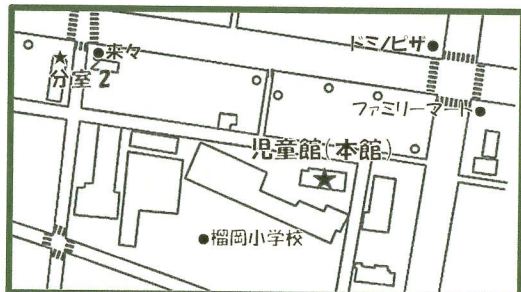 来々
ドミノピザ
分室2
ファミリーマート
児童館(本館)
榴岡小学校